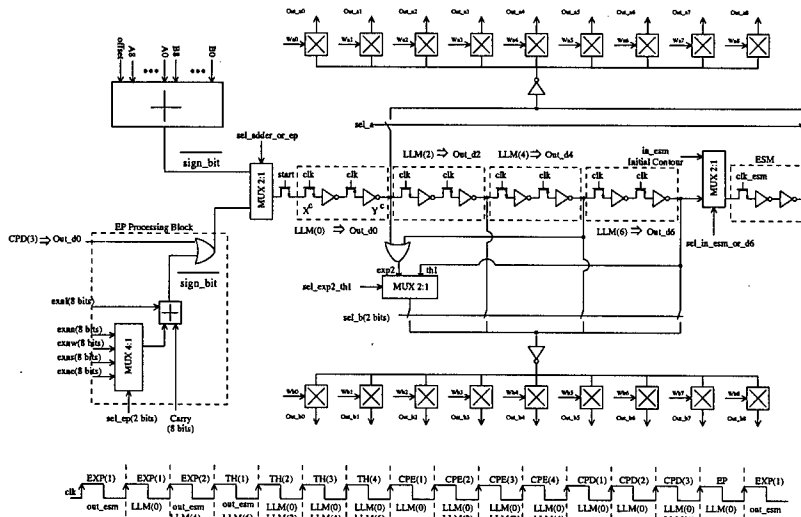 Out_a0 Out_a1 Out_a2 Out_a3 Out_a4 Out_a5 Out_a6 Out_a7 Out_a8
Wa0 Wa1 Wa2 Wa3 Wa4 Wa5 Wa6 Wa7 Wa8
offset A8 ••• A0 B8 ••• B0
sel_a
sel_adder_or_ep
sign_bit
in_esm
Initial Contour
LLM(2) ⇒ Out_d2
LLM(4) ⇒ Out_d4
ESM
MUX 2:1
start
clk clk clk clk clk clk clk clk
MUX 2:1
clk_esm
X^c Y^c
LLM(0) ⇒ Out_d0
LLM(6) ⇒ Out_d6
sel_in_esm_or_d6
EP Processing Block
CPD(3) ⇒ Out_d0
sign_bit
exp2 th1
MUX 2:1
sel_exp2_th1
sel_b(2 bits)
exal(8 bits)
exan(8 bits)
exaw(8 bits)
exas(8 bits)
exae(8 bits)
MUX 4:1
sel_ep(2 bits)
Carry
(8 bits)
Wb0 Wb1 Wb2 Wb3 Wb4 Wb5 Wb6 Wb7 Wb8
Out_b0 Out_b1 Out_b2 Out_b3 Out_b4 Out_b5 Out_b6 Out_b7 Out_b8
EXP(1) EXP(1) EXP(2) TH(1) TH(2) TH(3) TH(4) CPE(1) CPE(2) CPE(3) CPE(4) CPD(1) CPD(2) CPD(3) EP EXP(1)
clk
out_esm LLM(0) out_esm out_esm LLM(0) LLM(0) LLM(0) LLM(0) LLM(0) LLM(0) LLM(0) LLM(0) LLM(0) LLM(0) LLM(0) out_esm